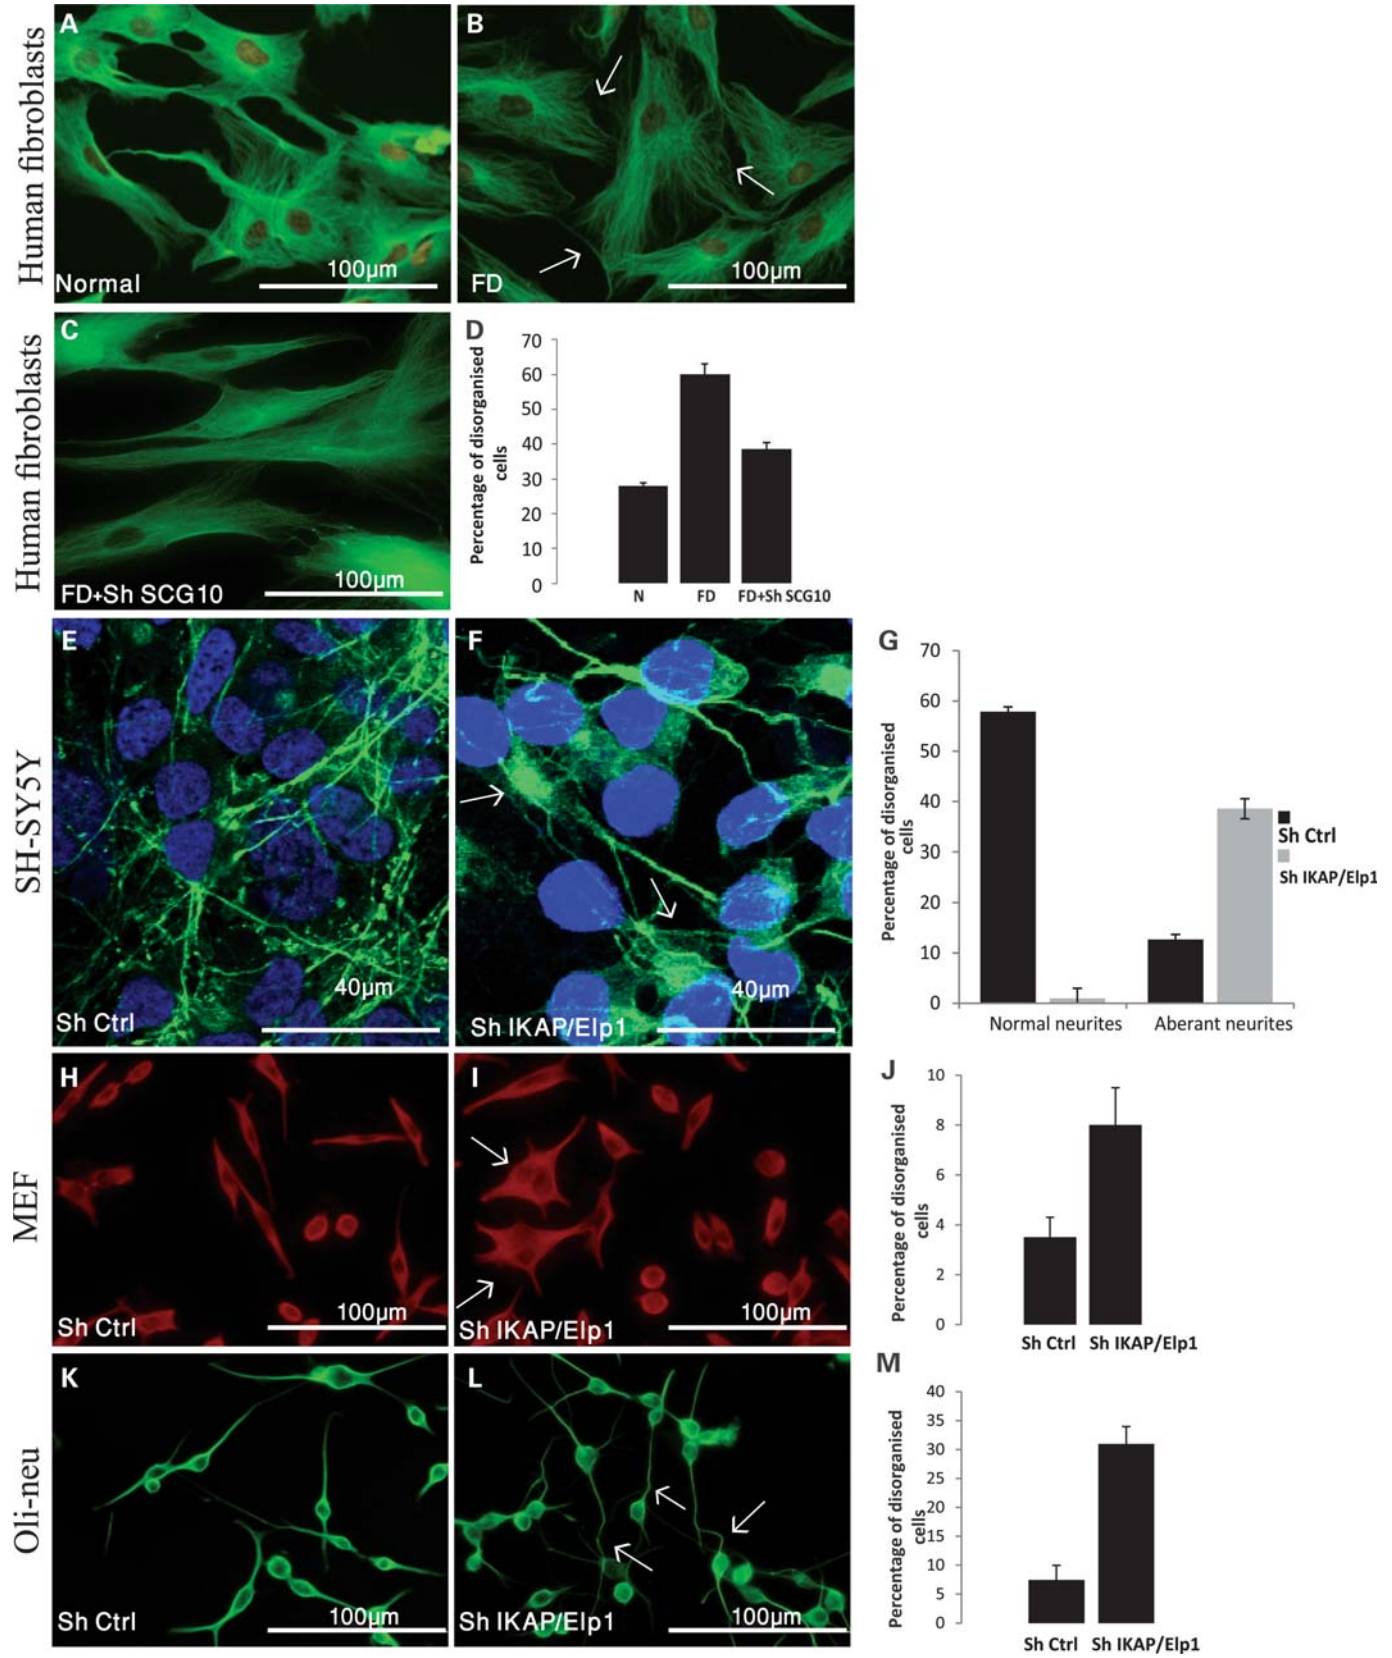 Human fibroblasts
A
Normal
100µm
B
FD
100µm
Human fibroblasts
C
FD+Sh SCG10
100µm
D
Percentage of disorganised
cells
70
60
50
40
30
20
10
0
N FD FD+Sh SCG10
SH-SY5Y
E
40µm
Sh Ctrl
F
40µm
Sh IKAP/Elp1
G
Percentage of disorganised
cells
70
60
50
40
30
20
10
0
Normal neurites Aberant neurites
Sh Ctrl
Sh IKAP/Elp1
MEF
H
100µm
Sh Ctrl
I
100µm
Sh IKAP/Elp1
J
Percentage of disorganised
cells
10
8
6
4
2
0
Sh Ctrl Sh IKAP/Elp1
Oli-neu
K
100µm
Sh Ctrl
L
100µm
Sh IKAP/Elp1
M
Percentage of disorganised
cells
40
35
30
25
20
15
10
5
0
Sh Ctrl Sh IKAP/Elp1